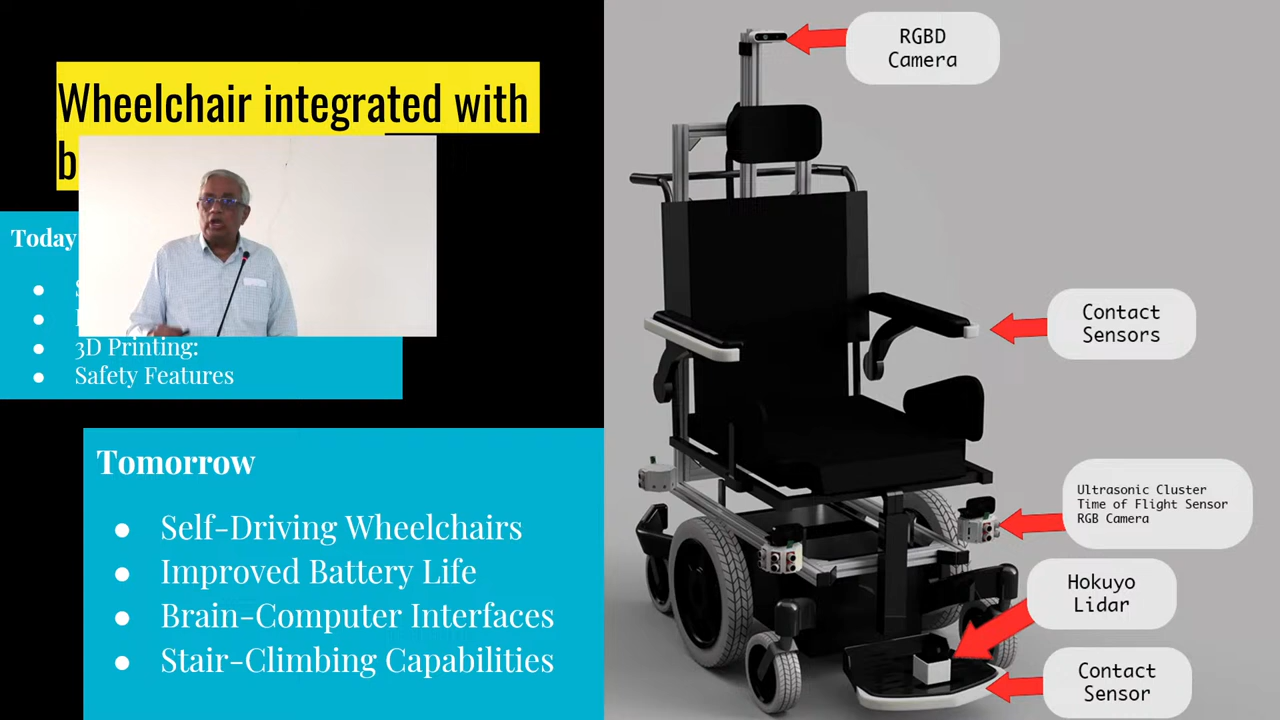 Wheelchair integrated with
Today
3D Printing:
Safety Features
Tomorrow
Self-Driving Wheelchairs
Improved Battery Life
Brain-Computer Interfaces
Stair-Climbing Capabilities
RGBD
Camera
Contact
Sensors
Ultrasonic Cluster
Time of Flight Sensor
RGB Camera
Hokuyo
Lidar
Contact
Sensor